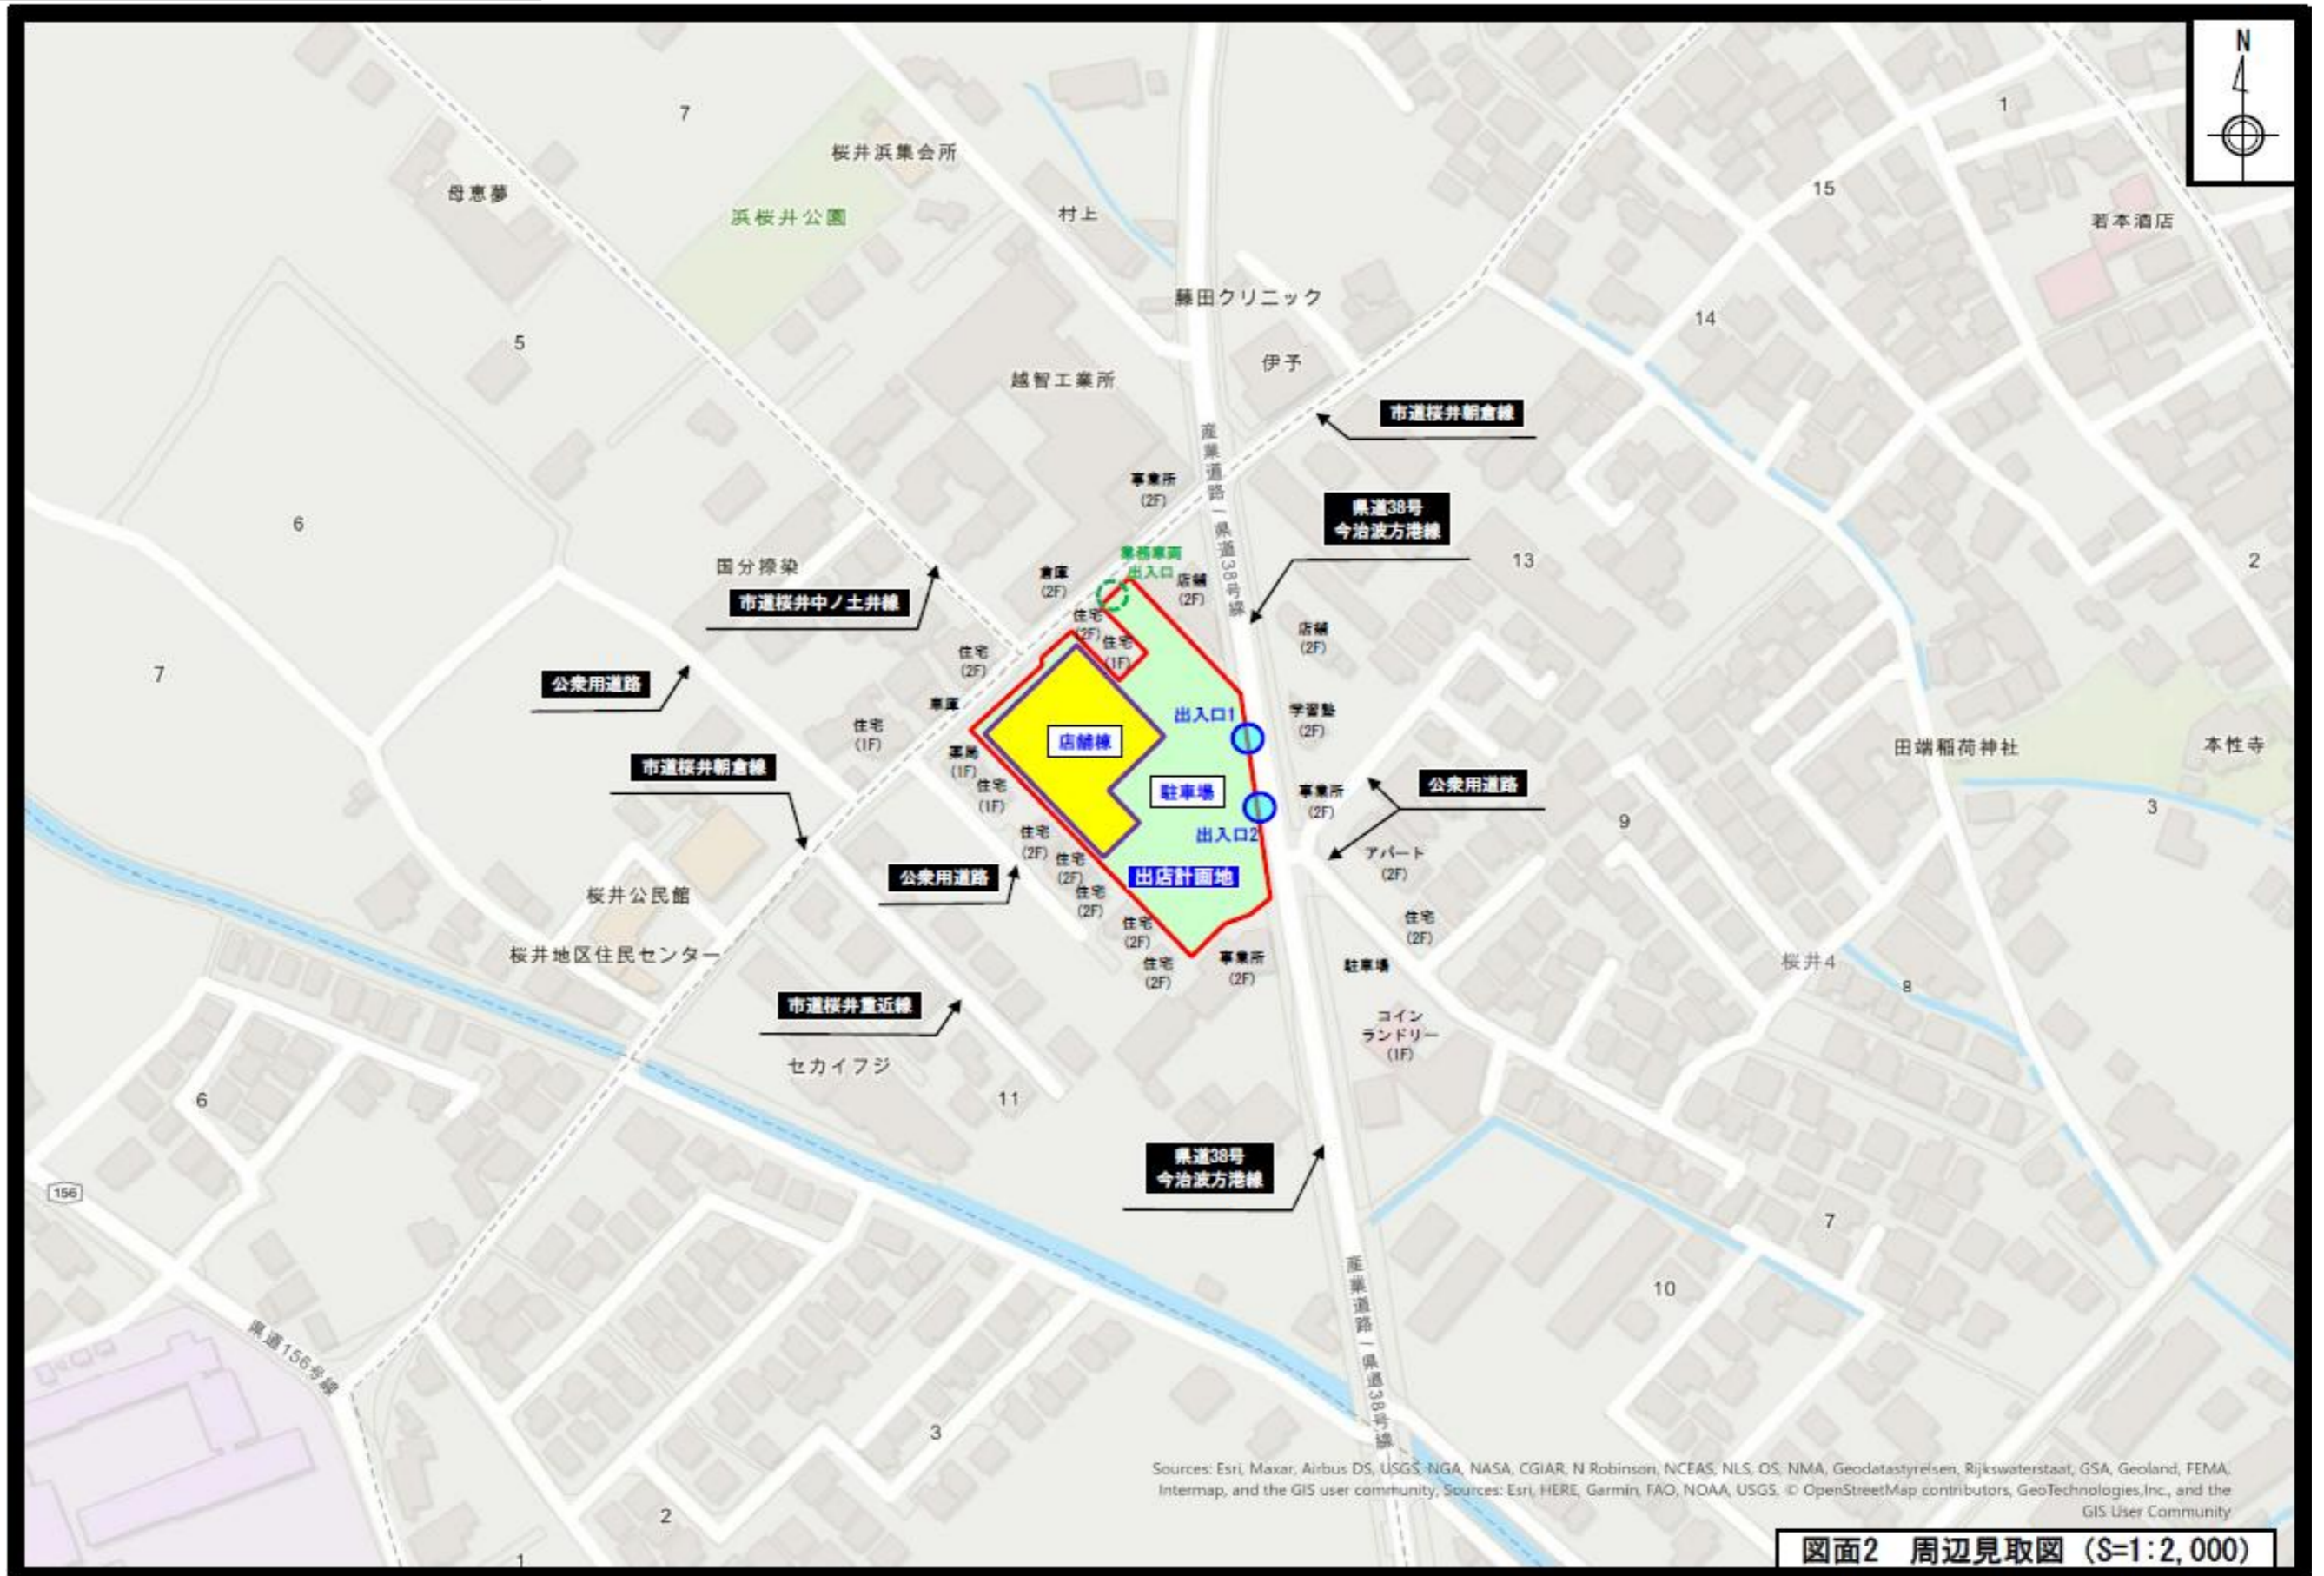 N
7
1
桜井浜集会所
母恵夢
15
浜桜井公園
村上
若本酒店
藤田クリニック
14
5
伊予
越智工業所
市道桜井朝倉線
産業道路 / 県道38号線
事業所
(2F)
県道38号
今治波方港線
6
業務車両
出入口
13
2
国分捺染
倉庫
(2F)
店舗
(2F)
市道桜井中ノ土井線
住宅
(2F)
住宅
(1F)
店舗
(2F)
住宅
(2F)
7
公衆用道路
車庫
住宅
(1F)
出入口1
学習塾
(2F)
店舗棟
薬局
(1F)
田端稲荷神社
本性寺
市道桜井朝倉線
住宅
(1F)
駐車場
事業所
(2F)
公衆用道路
3
9
出入口2
住宅
(2F)
住宅
(2F)
アパート
(2F)
公衆用道路
出店計画地
桜井公民館
住宅
(2F)
住宅
(2F)
住宅
(2F)
桜井地区住民センター
住宅
(2F)
事業所
(2F)
駐車場
桜井4
8
市道桜井重近線
コイン
ランドリー
(1F)
セカイフジ
11
6
県道38号
今治波方港線
156
7
産業道路 / 県道38号線
10
県道156号線
3
Sources: Esri, Maxar, Airbus DS, USGS, NGA, NASA, CGIAR, N Robinson, NCEAS, NLS, OS, NMA, Geodatastyrelsen, Rijkswaterstaat, GSA, Geoland, FEMA,
Intermap, and the GIS user community, Sources: Esri, HERE, Garmin, FAO, NOAA, USGS, © OpenStreetMap contributors, GeoTechnologies,Inc., and the
GIS User Community
2
1
図面2 周辺見取図 (S=1:2,000)